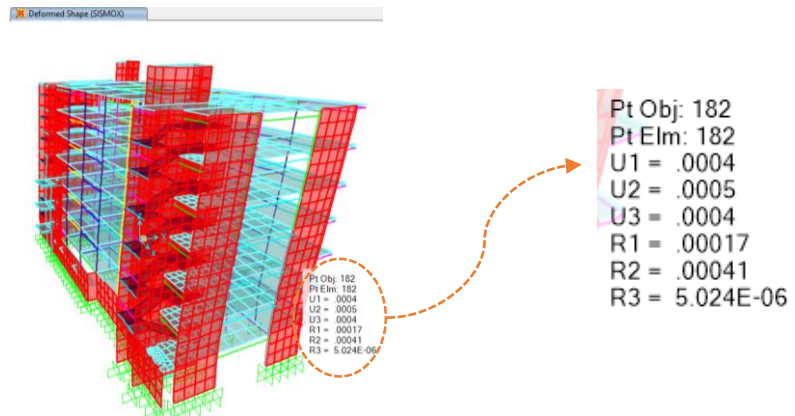 Deformed Shape (SISMOX)
Pt Obj: 182
Pt Elm: 182
U1 = .0004
U2 = .0005
U3 = .0004
R1 = .00017
R2 = .00041
R3 = 5.024E-06
Pt Obj: 182
Pt Elm: 182
U1 = .0004
U2 = .0005
U3 = .0004
R1 = .00017
R2 = .00041
R3 = 5.024E-06